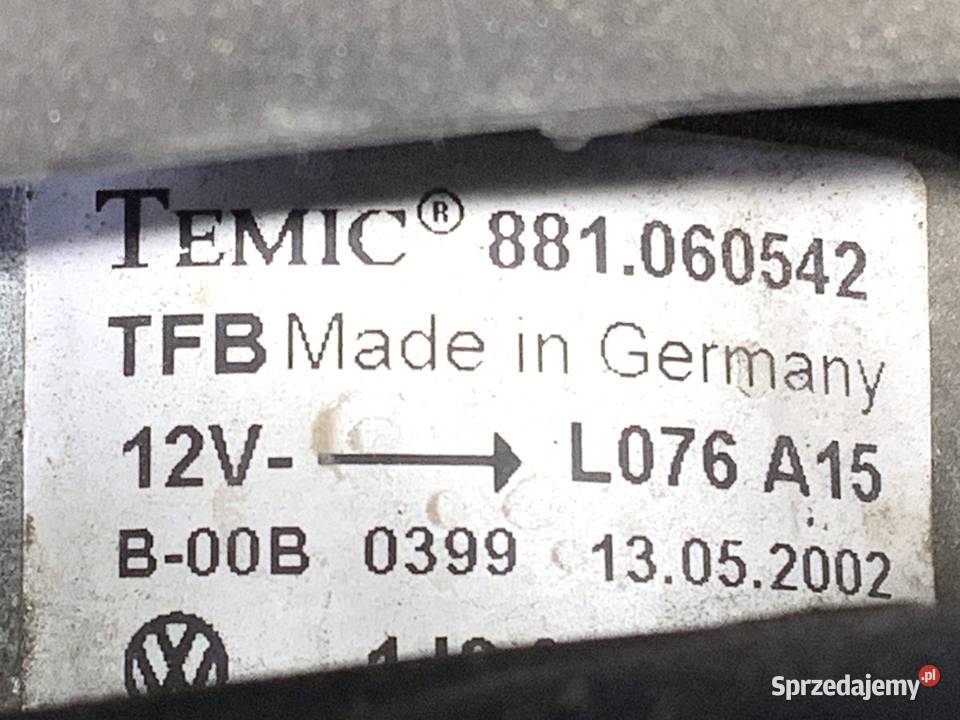 TEMIC® 881.060542
TFB Made in Germany
12V- → L076 A15
B-00B 0399 13.05.2002
Sprzedajemy.pl